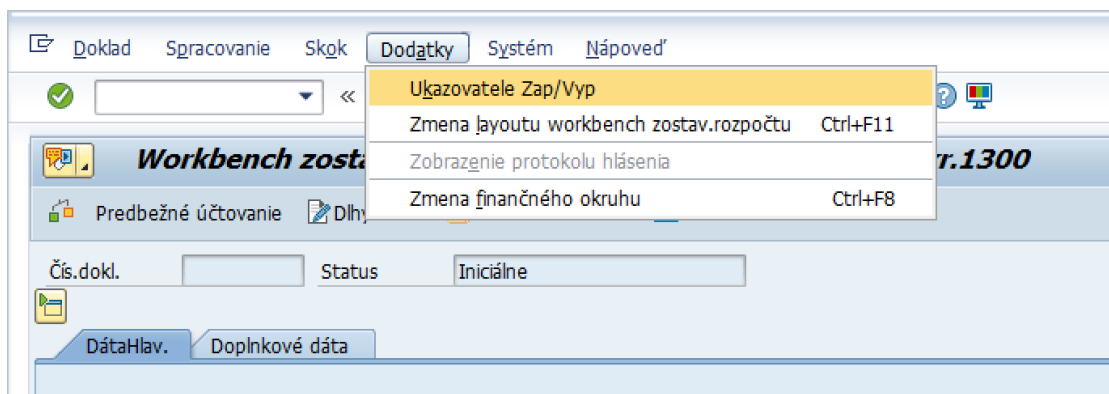 Doklad Spracovanie Skok Dodatky Systém Nápoveď
Ukazovatele Zap/Vyp
Zmena layoutu workbench zostav.rozpočtu Ctrl+F11
Zobrazenie protokolu hlásenia
Zmena finančného okruhu Ctrl+F8
Workbench zosta r.1300
Predbežné účtovanie Dlh
Čís.dokl. Status Iniciálne
DátaHlav. Doplnkové dáta